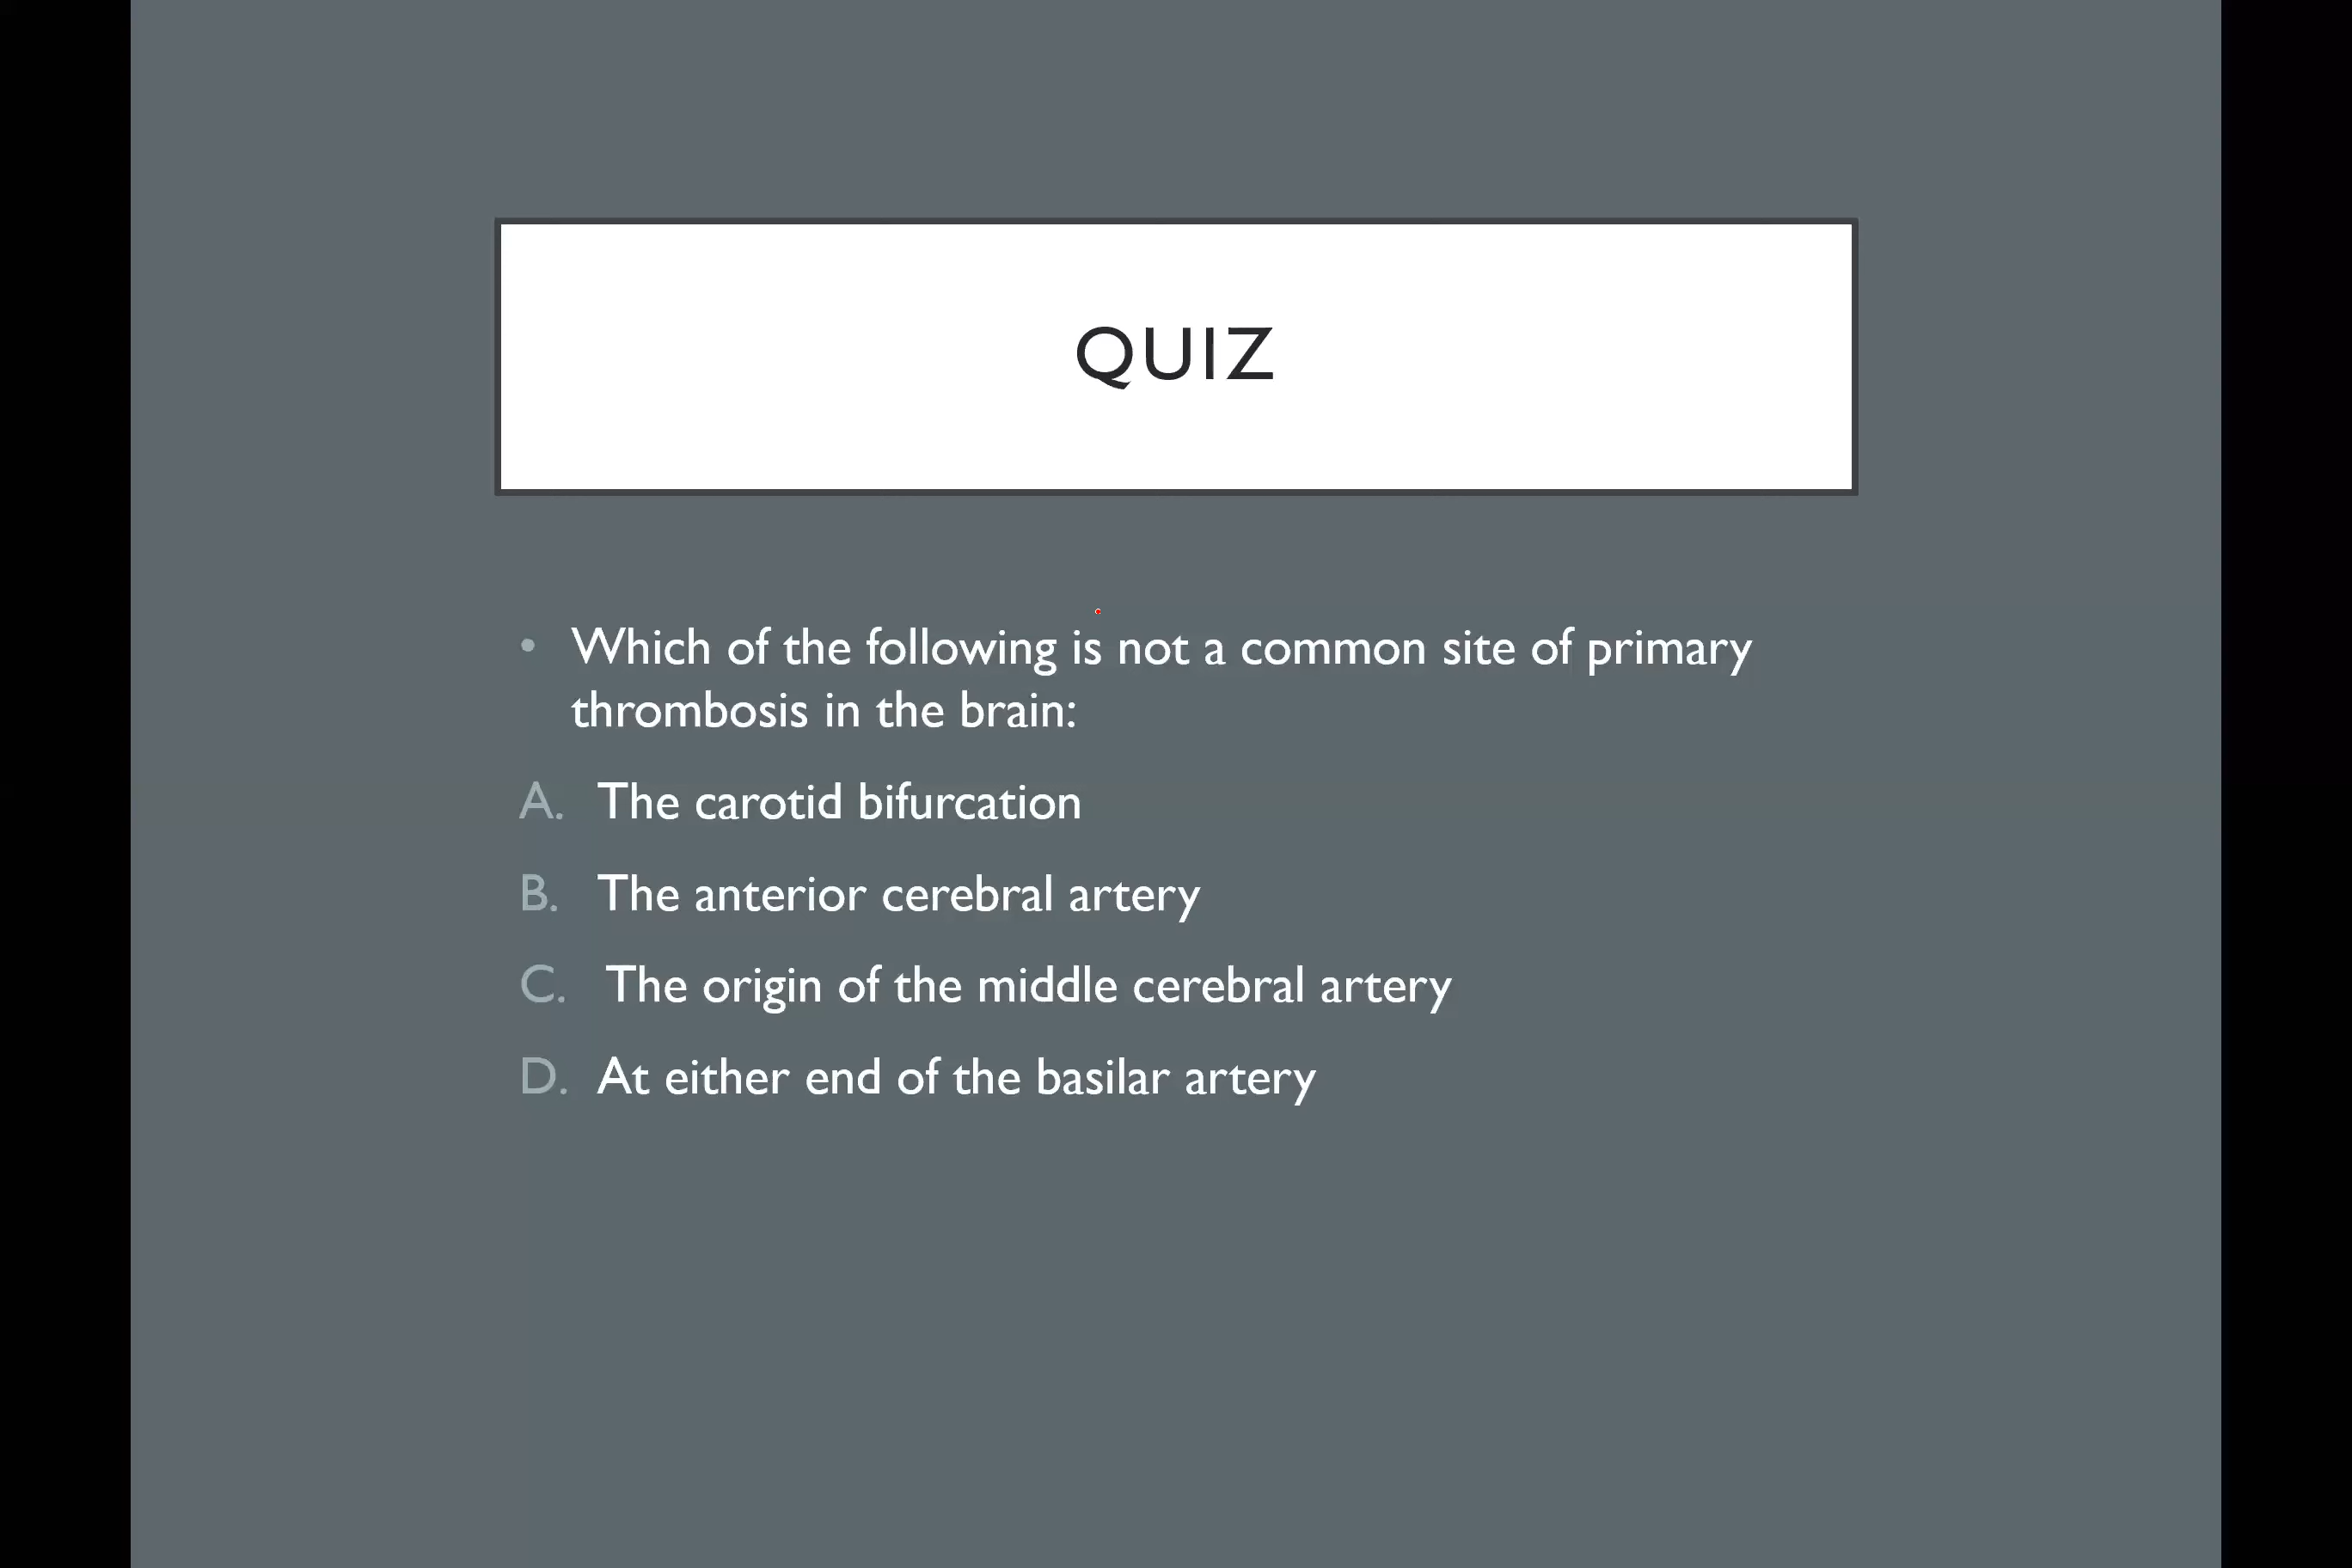 QUIZ
• Which of the following is not a common site of primary
thrombosis in the brain:
A. The carotid bifurcation
B. The anterior cerebral artery
C. The origin of the middle cerebral artery
D. At either end of the basilar artery